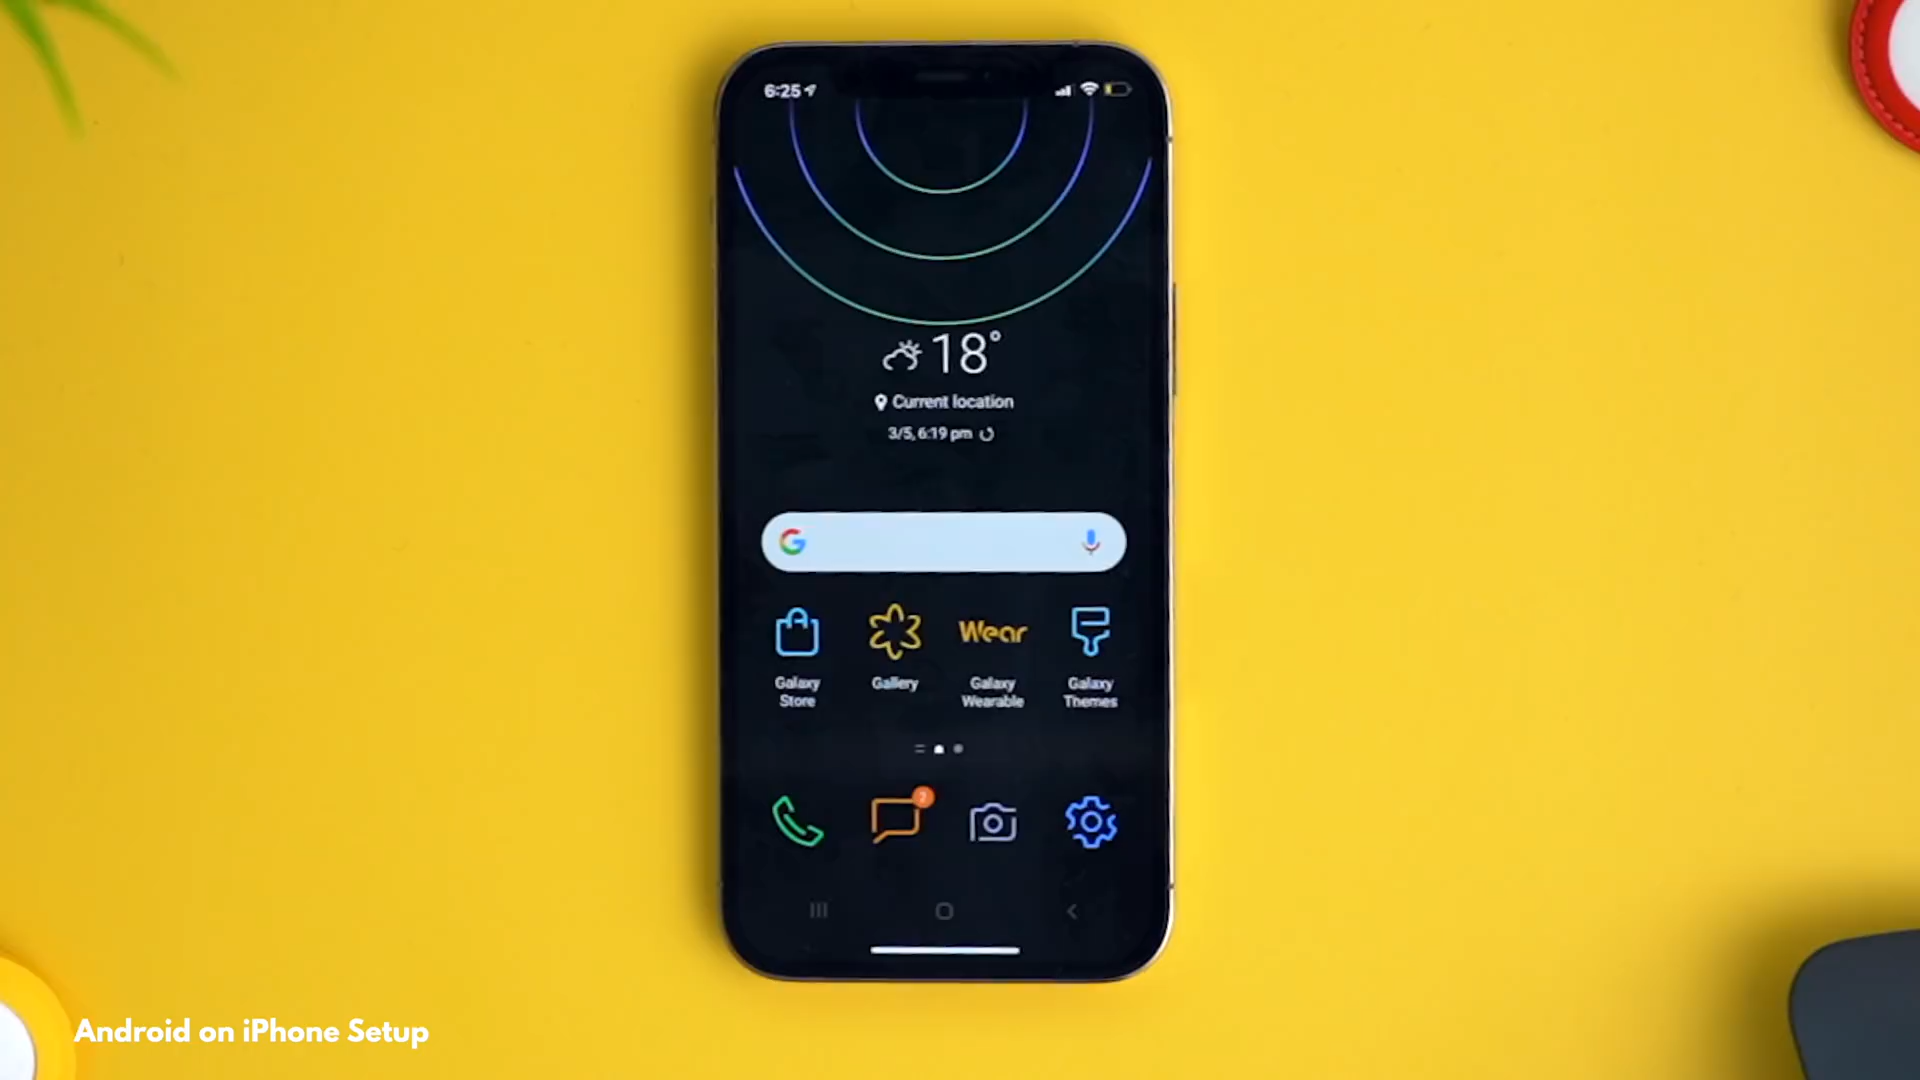 6:25
18°
Current location
3/5, 6:19 pm
G
Wear
Galaxy Store
Gallery
Galaxy Wearable
Galaxy Themes
2
Android on iPhone Setup